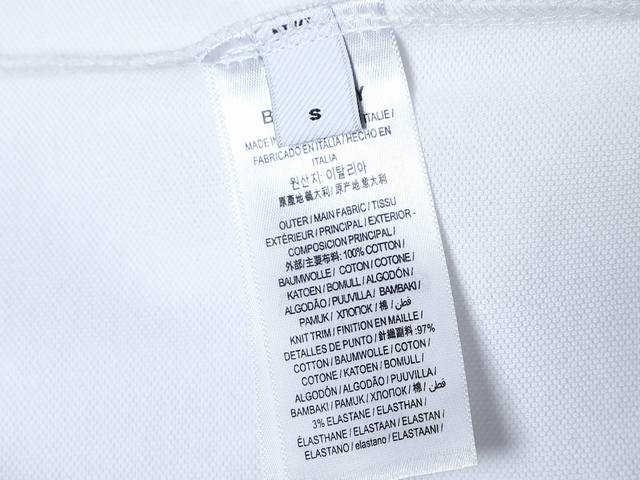 S
MADE IN
FABRICADO EN ITALIA / HECHO EN
ITALIA
원산지: 이탈리아
原產地 義大利 / 原产地 意大利
OUTER / MAIN FABRIC / TISSU
EXTÉRIEUR / PRINCIPAL / EXTERIOR -
COMPOSICION PRINCIPAL /
外部/主要布料: 100% COTTON /
BAUMWOLLE / COTON / COTONE /
KATOEN / BOMULL / ALGODÓN /
ALGODÃO / PUUVILLA / BAMBAKI /
PAMUK / ХЛОПОК / 棉 / قطن
KNIT TRIM / FINITION EN MAILLE /
DETALLES DE PUNTO / 針織副料 :97%
COTTON / BAUMWOLLE / COTON /
COTONE / KATOEN / BOMULL /
ALGODÓN / ALGODÃO / PUUVILLA /
BAMBAKI / PAMUK / ХЛОПОК / 棉 / قطن
3% ELASTANE / ELASTHAN /
ÉLASTHANE / ELASTAAN / ELASTAN /
ELASTANO / elastano / ELASTAANI /